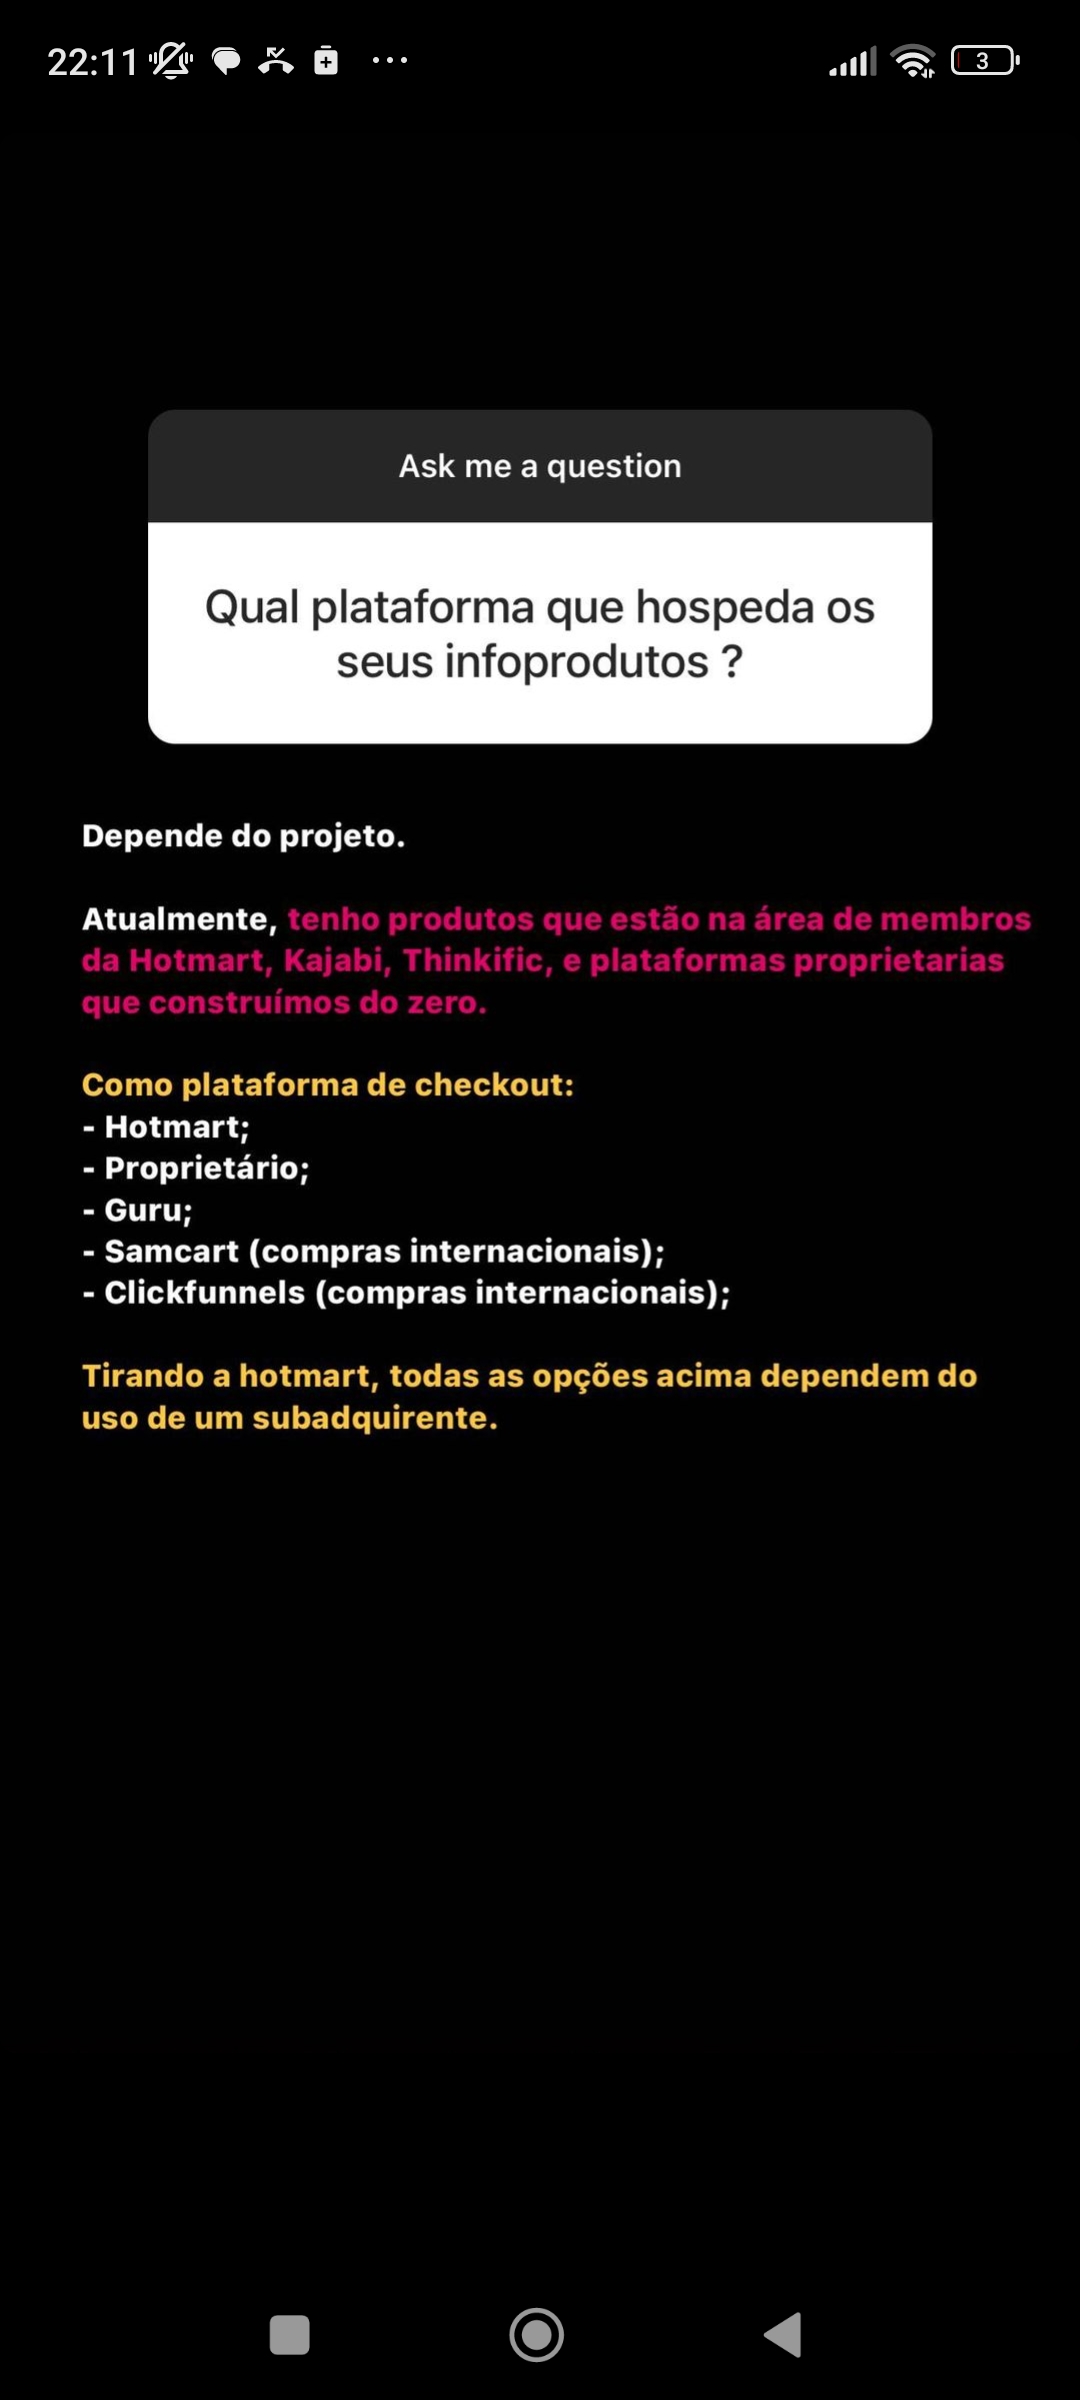 22:11
3
Ask me a question
Qual plataforma que hospeda os
seus infoprodutos ?
Depende do projeto.
Atualmente, tenho produtos que estão na área de membros
da Hotmart, Kajabi, Thinkific, e plataformas proprietarias
que construímos do zero.
Como plataforma de checkout:
- Hotmart;
- Proprietário;
- Guru;
- Samcart (compras internacionais);
- Clickfunnels (compras internacionais);
Tirando a hotmart, todas as opções acima dependem do
uso de um subadquirente.